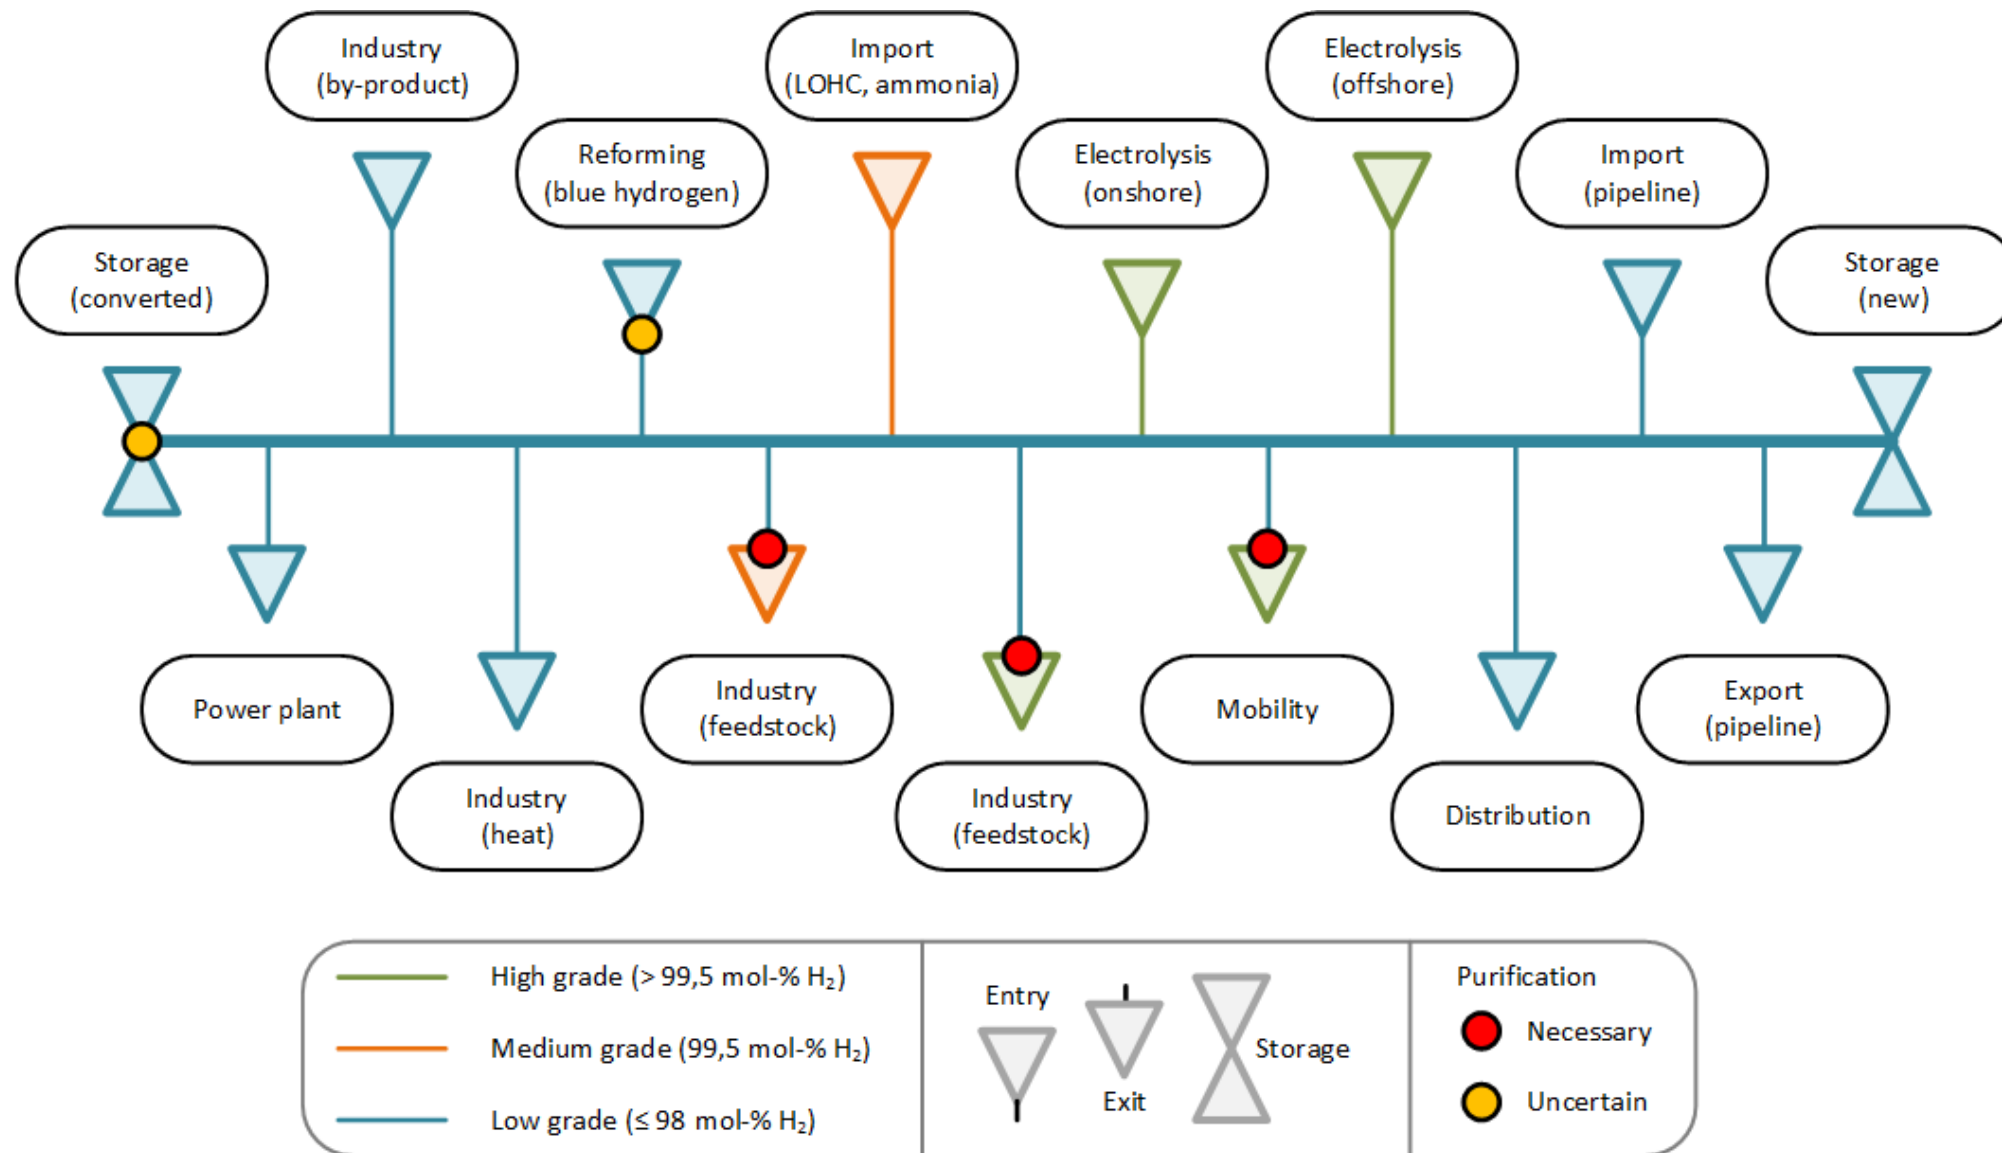 Industry
(by-product)
Import
(LOHC, ammonia)
Electrolysis
(offshore)
Reforming
(blue hydrogen)
Electrolysis
(onshore)
Import
(pipeline)
Storage
(converted)
Storage
(new)
Power plant
Industry
(feedstock)
Mobility
Export
(pipeline)
Industry
(heat)
Industry
(feedstock)
Distribution
High grade (> 99,5 mol-% H₂)
Medium grade (99,5 mol-% H₂)
Low grade (≤ 98 mol-% H₂)
Entry
Exit
Storage
Purification
Necessary
Uncertain